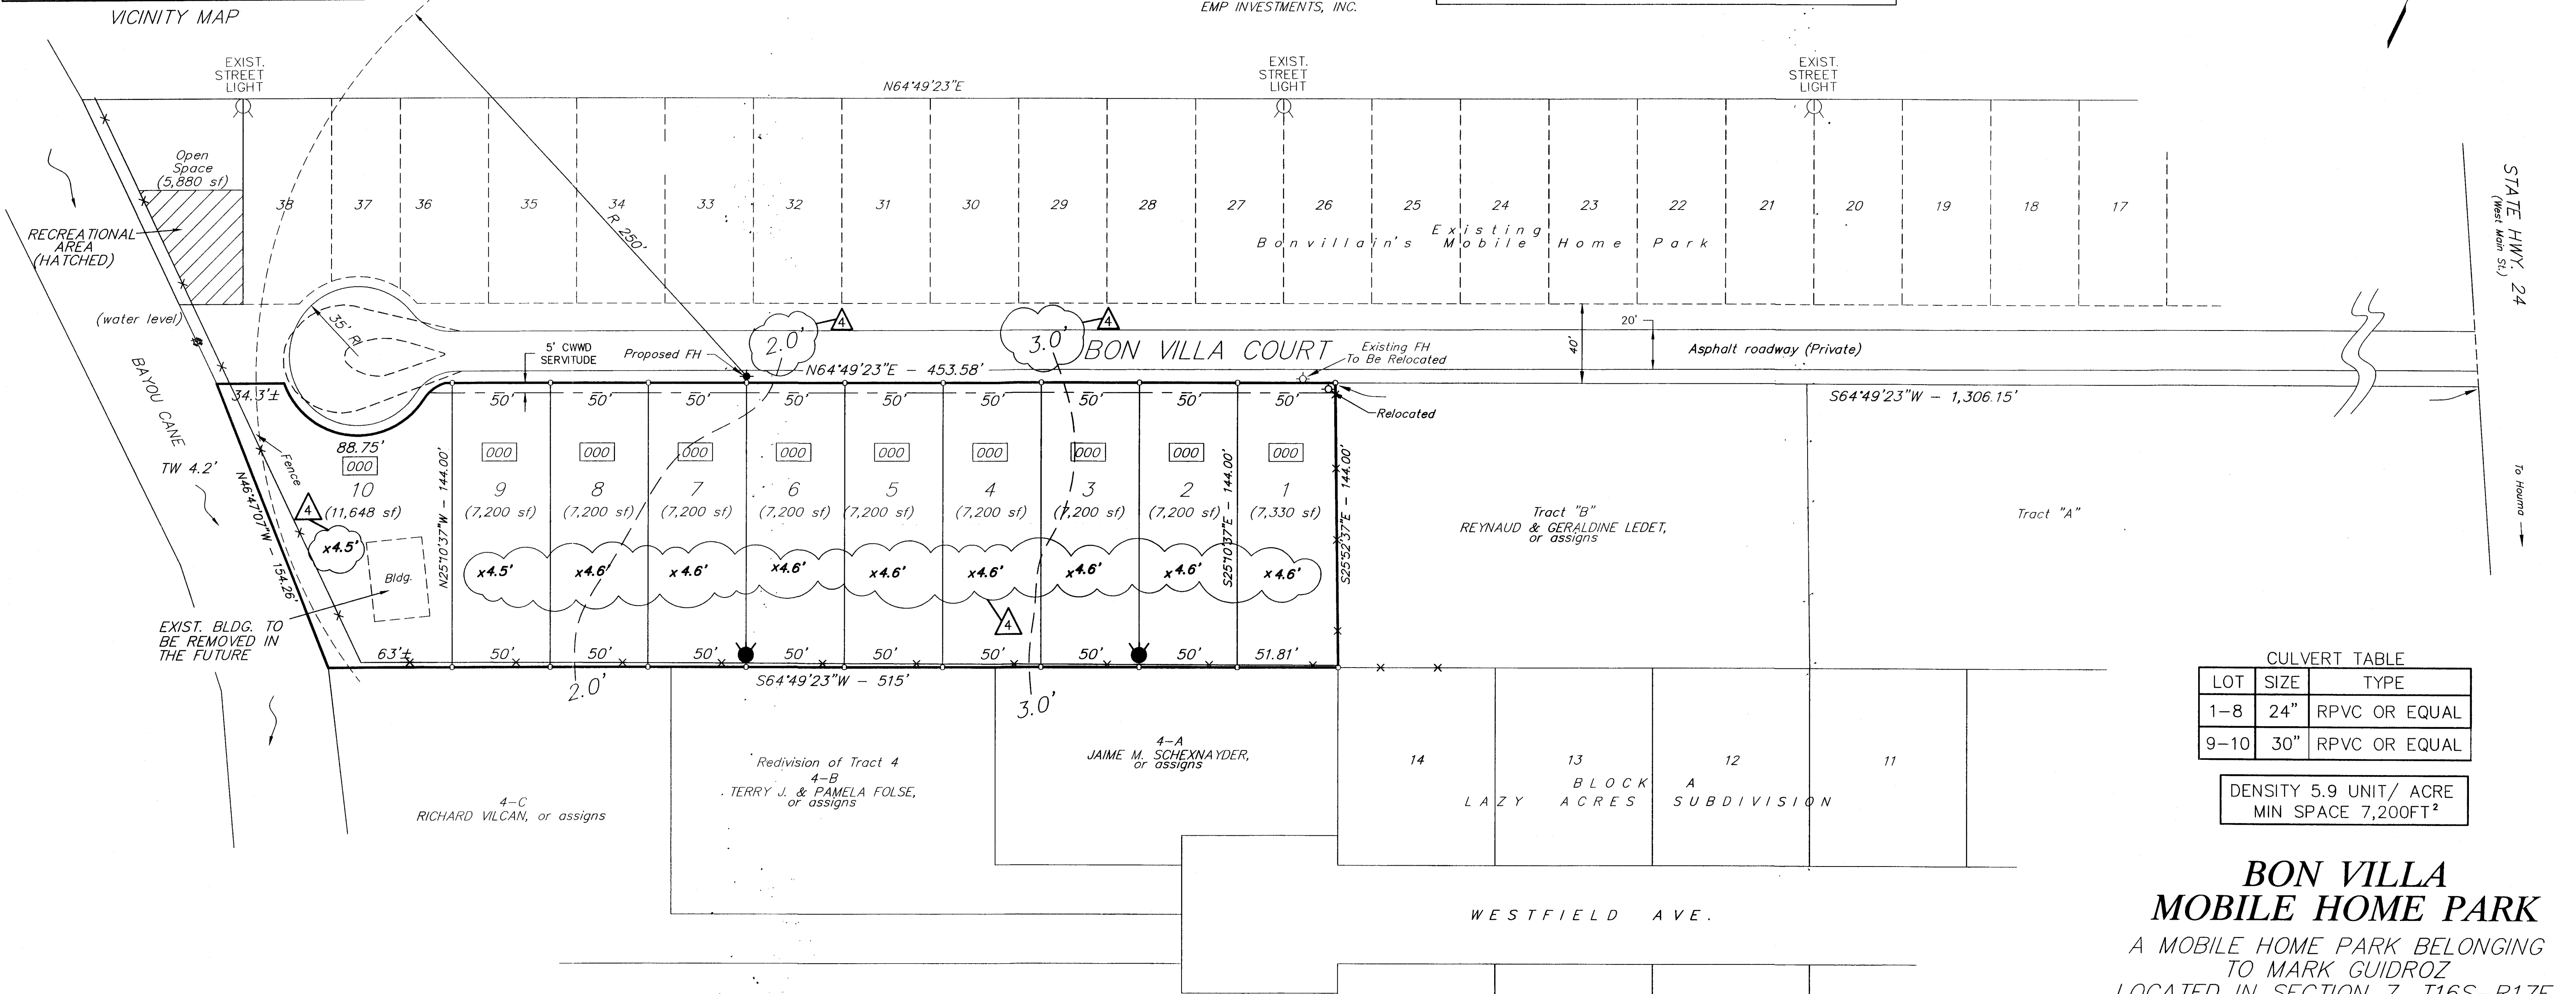 VICINITY MAP
EMP INVESTMENTS, INC.
EXIST.
STREET
LIGHT
EXIST.
STREET
LIGHT
EXIST.
STREET
LIGHT
N64°49'23"E
Open
Space
(5,880 sf)
RECREATIONAL
AREA
(HATCHED)
38
37
36
35
34
33
32
31
30
29
28
27
26
25
24
23
22
21
20
19
18
17
R 250'
Existing
Bonvillain's Mobile Home Park
STATE HWY. 24
(West Main St.)
To Houma
(water level)
35' R
5' CWWD
SERVITUDE
Proposed FH
2.0'
4
3.0'
4
BON VILLA COURT
Existing FH
To Be Relocated
40'
20'
Asphalt roadway (Private)
N64°49'23"E - 453.58'
S64°49'23"W - 1,306.15'
Relocated
BAYOU CANE
TW 4.2'
34.3'±
50'
50'
50'
50'
50'
50'
50'
50'
50'
Fence
88.75'
000
000
000
000
000
000
000
000
000
000
10
9
8
7
6
5
4
3
2
1
(11,648 sf)
(7,200 sf)
(7,200 sf)
(7,200 sf)
(7,200 sf)
(7,200 sf)
(7,200 sf)
(7,200 sf)
(7,200 sf)
(7,330 sf)
N46°47'07"W - 154.26'
N25°10'37"W - 144.00'
S25°10'37"E - 144.00'
S25°52'37"E - 144.00'
4
x4.5'
x4.5'
x4.6'
x4.6'
x4.6'
x4.6'
x4.6'
x4.6'
x4.6'
x4.6'
4
Bldg.
EXIST. BLDG. TO
BE REMOVED IN
THE FUTURE
63'±
50'
50'
50'
50'
50'
50'
50'
50'
51.81'
S64°49'23"W - 515'
2.0'
3.0'
Tract "B"
REYNAUD & GERALDINE LEDET,
or assigns
Tract "A"
4-C
RICHARD VILCAN, or assigns
Redivision of Tract 4
4-B
TERRY J. & PAMELA FOLSE,
or assigns
4-A
JAIME M. SCHEXNAYDER,
or assigns
14
13
12
11
BLOCK A
LAZY ACRES SUBDIVISION
WESTFIELD AVE.
CULVERT TABLE
LOT SIZE TYPE
1-8 24" RPVC OR EQUAL
9-10 30" RPVC OR EQUAL
DENSITY 5.9 UNIT/ ACRE
MIN SPACE 7,200FT²
BON VILLA
MOBILE HOME PARK
A MOBILE HOME PARK BELONGING
TO MARK GUIDROZ
LOCATED IN SECTION 7, T16S-R17E